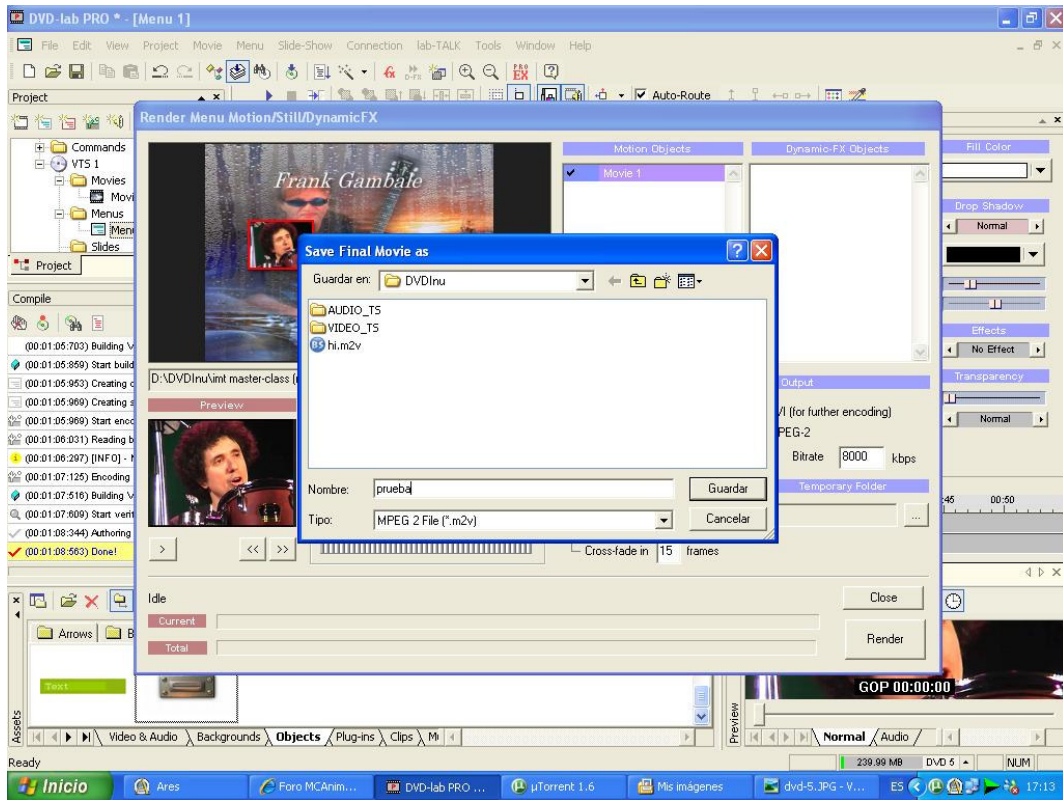 DVD-lab PRO * - [Menu 1]
File Edit View Project Movie Menu Slide-Show Connection lab-TALK Tools Window Help
Auto-Route
Project
Render Menu Motion/Still/DynamicFX
Commands
VTS 1
Movies
Movi
Menus
Men
Slides
Project
Compile
(00:01:05:703) Building V
(00:01:05:859) Start build
(00:01:05:953) Creating
(00:01:05:969) Creating
(00:01:05:969) Start enco
(00:01:06:031) Reading b
(00:01:06:297) [INFO] -
(00:01:07:125) Encoding
(00:01:07:516) Building V
(00:01:07:609) Start verit
(00:01:08:344) Authoring
(00:01:08:563) Done!
Frank Gambale
Motion Objects
Movie 1
Dynamic-FX Objects
D:\DVDInu\imt master-class
Preview
Save Final Movie as
Guardar en: DVDInu
AUDIO_TS
VIDEO_TS
hi.m2v
Nombre: prueba
Guardar
Tipo: MPEG 2 File (*.m2v)
Cancelar
Output
VI (for further encoding)
PEG-2
Bitrate 8000 kbps
Temporary Folder
...
> << >>
Cross-fade in 15 frames
Idle
Current
Total
Close
Render
Fill Color
Drop Shadow
Normal
Effects
No Effect
Transparency
Normal
:45 00:50
Arrows B
Text
Assets
Video & Audio Backgrounds Objects Plug-ins Clips
Preview
GOP 00:00:00
Normal Audio
Ready
239.99 MB DVD 5 NUM
Inicio Ares Foro MCAnim... DVD-lab PRO ... µTorrent 1.6 Mis imágenes dvd-5.JPG - V... ES 17:13